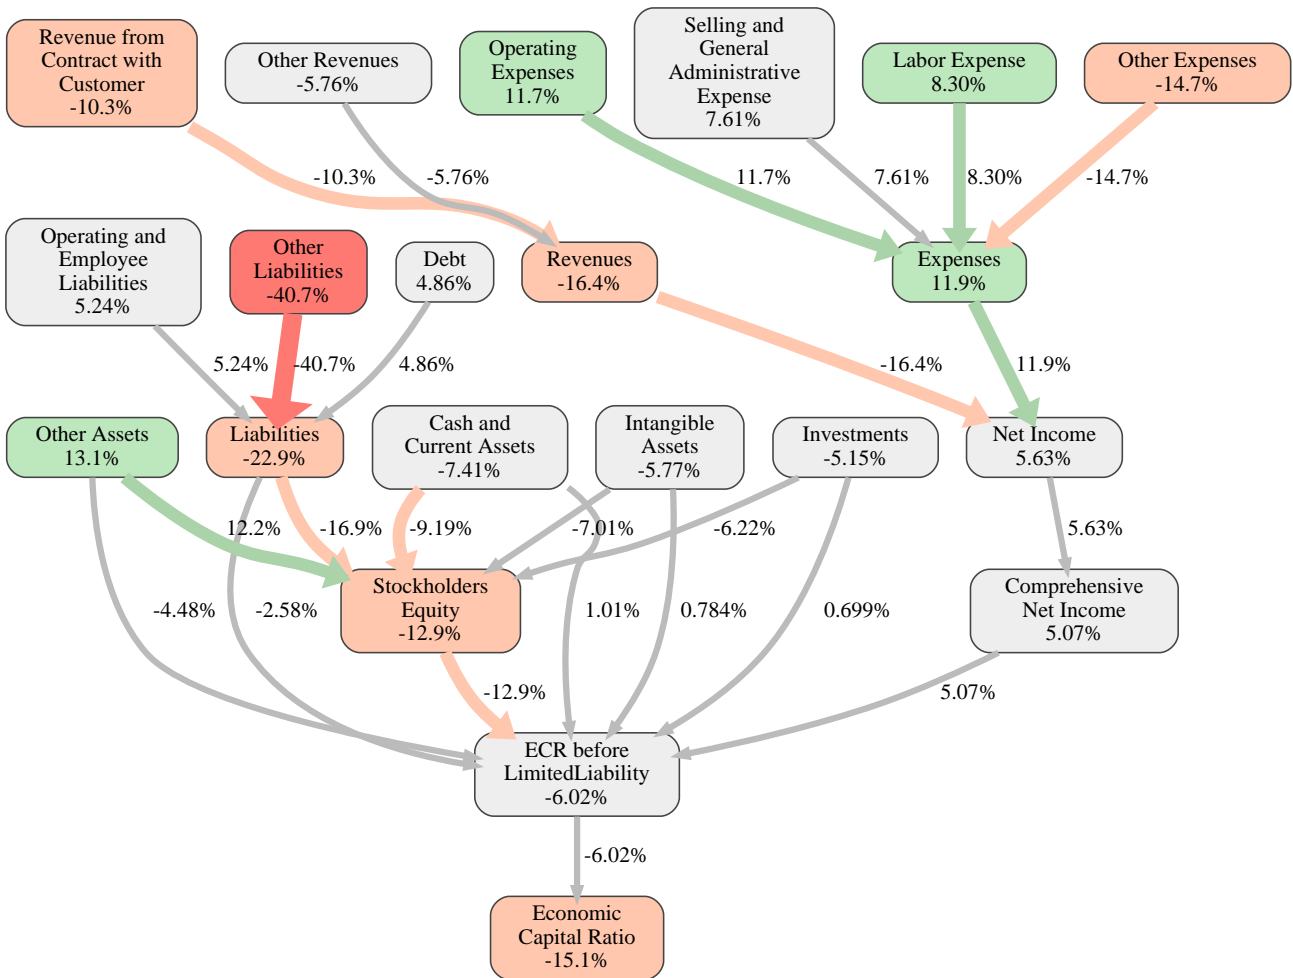 Revenue from
Contract with
Customer
-10.3%
Other Revenues
-5.76%
Operating
Expenses
11.7%
Selling and
General
Administrative
Expense
7.61%
Labor Expense
8.30%
Other Expenses
-14.7%
-10.3%
-5.76%
11.7%
7.61%
8.30%
-14.7%
Operating and
Employee
Liabilities
5.24%
Other
Liabilities
-40.7%
Debt
4.86%
Revenues
-16.4%
Expenses
11.9%
5.24%
-40.7%
4.86%
-16.4%
11.9%
Other Assets
13.1%
Liabilities
-22.9%
Cash and
Current Assets
-7.41%
Intangible
Assets
-5.77%
Investments
-5.15%
Net Income
5.63%
12.2%
-16.9%
-9.19%
-7.01%
-6.22%
5.63%
Stockholders
Equity
-12.9%
Comprehensive
Net Income
5.07%
-4.48%
-2.58%
1.01%
0.784%
0.699%
-12.9%
5.07%
ECR before
LimitedLiability
-6.02%
-6.02%
Economic
Capital Ratio
-15.1%